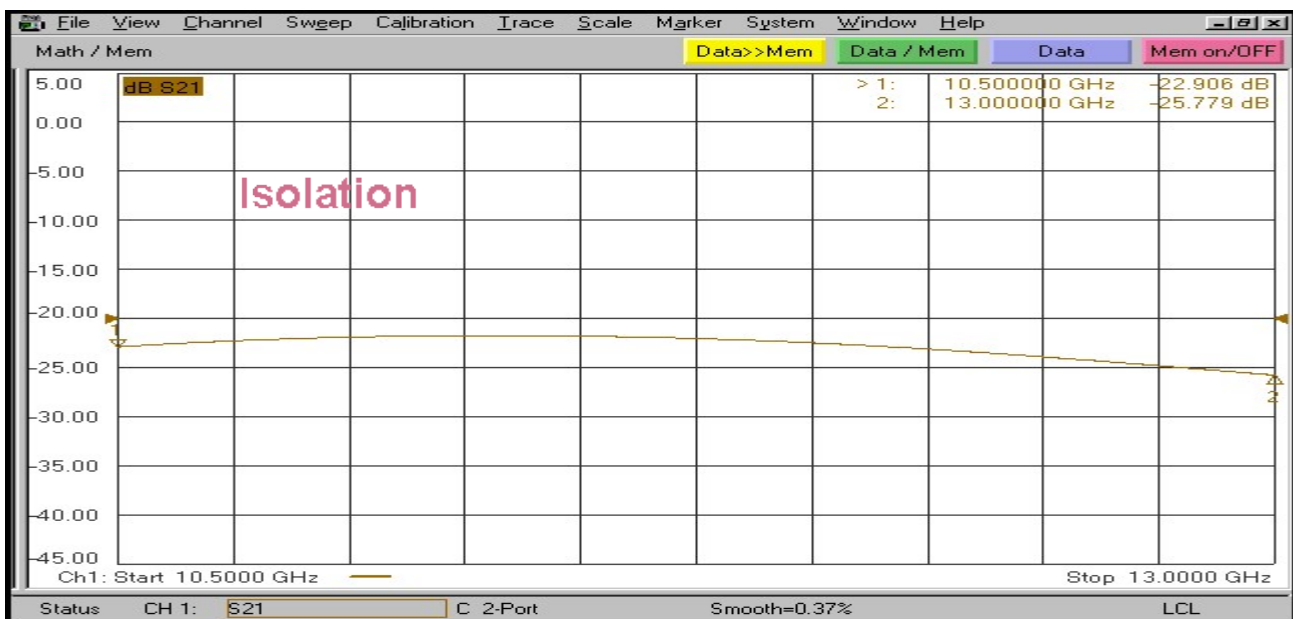 File View Channel Sweep Calibration Trace Scale Marker System Window Help
Math / Mem Data>>Mem Data / Mem Data Mem on/OFF
5.00 dB S21 > 1: 10.500000 GHz -22.906 dB
2: 13.000000 GHz -25.779 dB
0.00
-5.00
Isolation
-10.00
-15.00
-20.00
1
-25.00
2
-30.00
-35.00
-40.00
-45.00
Ch1: Start 10.5000 GHz Stop 13.0000 GHz
Status CH 1: S21 C 2-Port Smooth=0.37% LCL